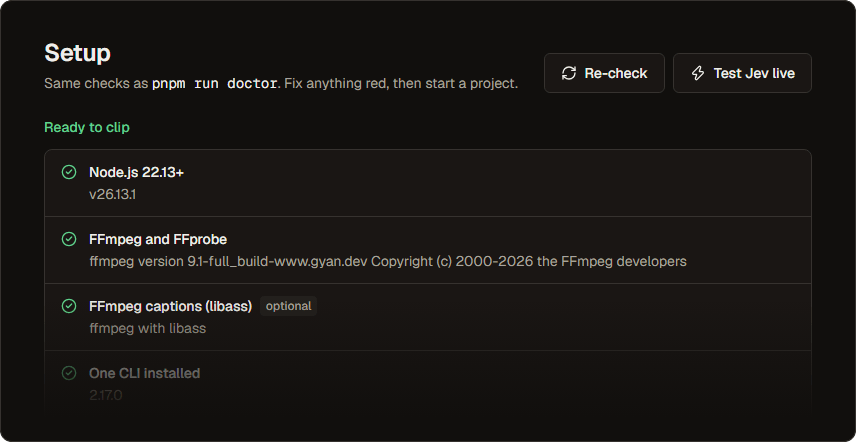 Setup
Same checks as pnpm run doctor. Fix anything red, then start a project.
Re-check
Test Jev live
Ready to clip
Node.js 22.13+
v26.13.1
FFmpeg and FFprobe
ffmpeg version 9.1-full_build-www.gyan.dev Copyright (c) 2000-2026 the FFmpeg developers
FFmpeg captions (libass) optional
ffmpeg with libass
One CLI installed
2.17.0